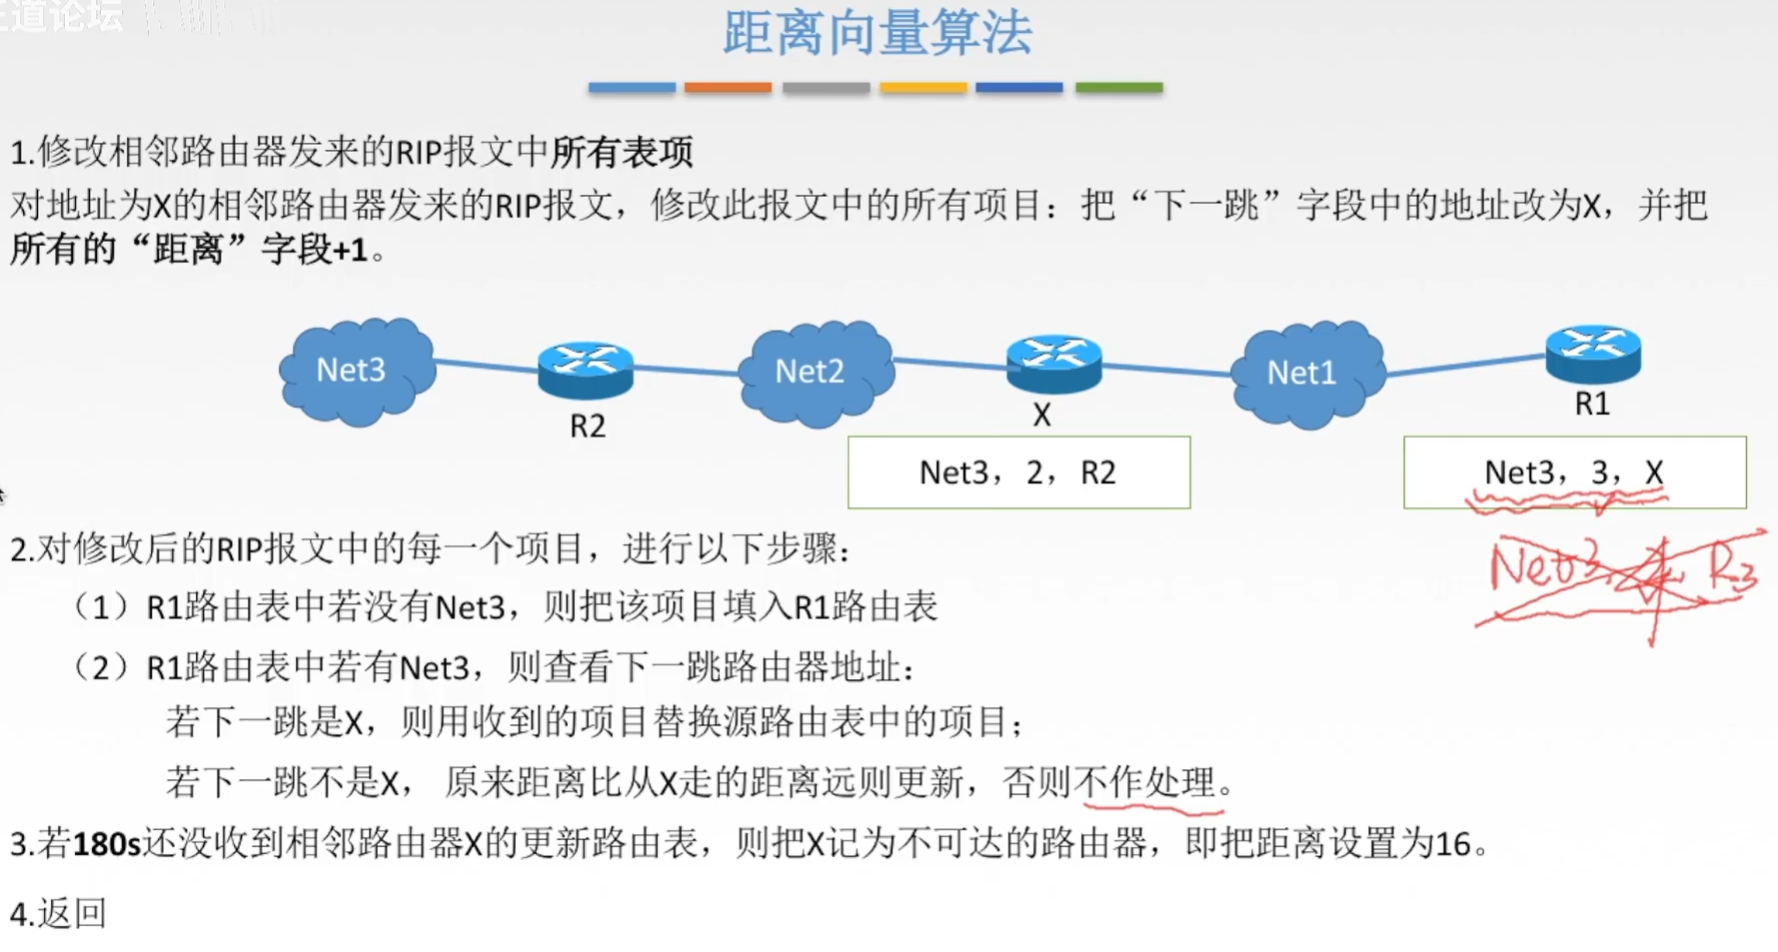 王道论坛
距离向量算法
1.修改相邻路由器发来的RIP报文中所有表项
对地址为X的相邻路由器发来的RIP报文，修改此报文中的所有项目：把“下一跳”字段中的地址改为X，并把
所有的“距离”字段+1。
Net3
R2
Net2
X
Net1
R1
Net3，2，R2
Net3，3，X
Net3, 4, R3
2.对修改后的RIP报文中的每一个项目，进行以下步骤：
（1）R1路由表中若没有Net3，则把该项目填入R1路由表
（2）R1路由表中若有Net3，则查看下一跳路由器地址：
若下一跳是X，则用收到的项目替换源路由表中的项目；
若下一跳不是X， 原来距离比从X走的距离远则更新，否则不作处理。
3.若180s还没收到相邻路由器X的更新路由表，则把X记为不可达的路由器，即把距离设置为16。
4.返回